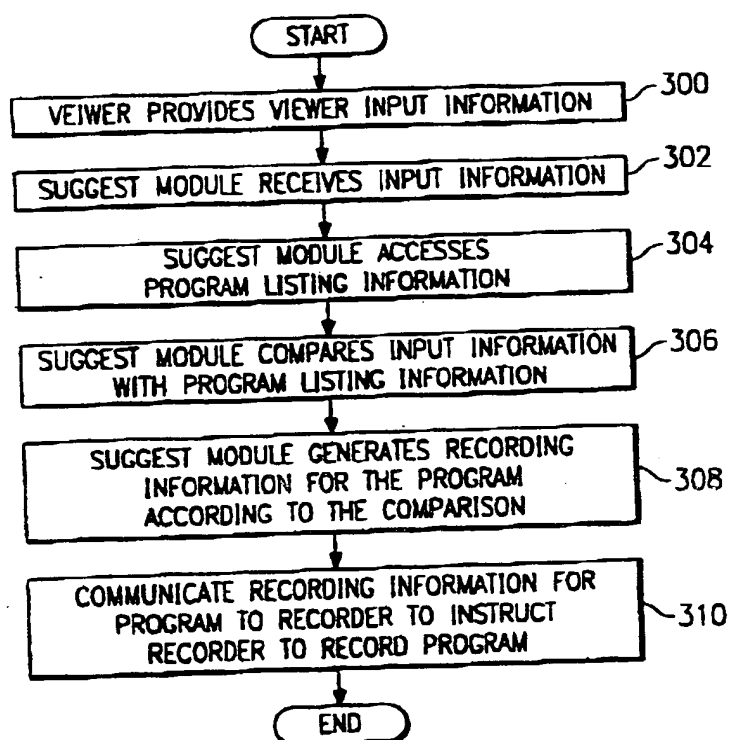 START
VEIWER PROVIDES VIEWER INPUT INFORMATION
300
SUGGEST MODULE RECEIVES INPUT INFORMATION
302
SUGGEST MODULE ACCESSES
PROGRAM LISTING INFORMATION
304
SUGGEST MODULE COMPARES INPUT INFORMATION
WITH PROGRAM LISTING INFORMATION
306
SUGGEST MODULE GENERATES RECORDING
INFORMATION FOR THE PROGRAM
ACCORDING TO THE COMPARISON
308
COMMUNICATE RECORDING INFORMATION FOR
PROGRAM TO RECORDER TO INSTRUCT
RECORDER TO RECORD PROGRAM
310
END